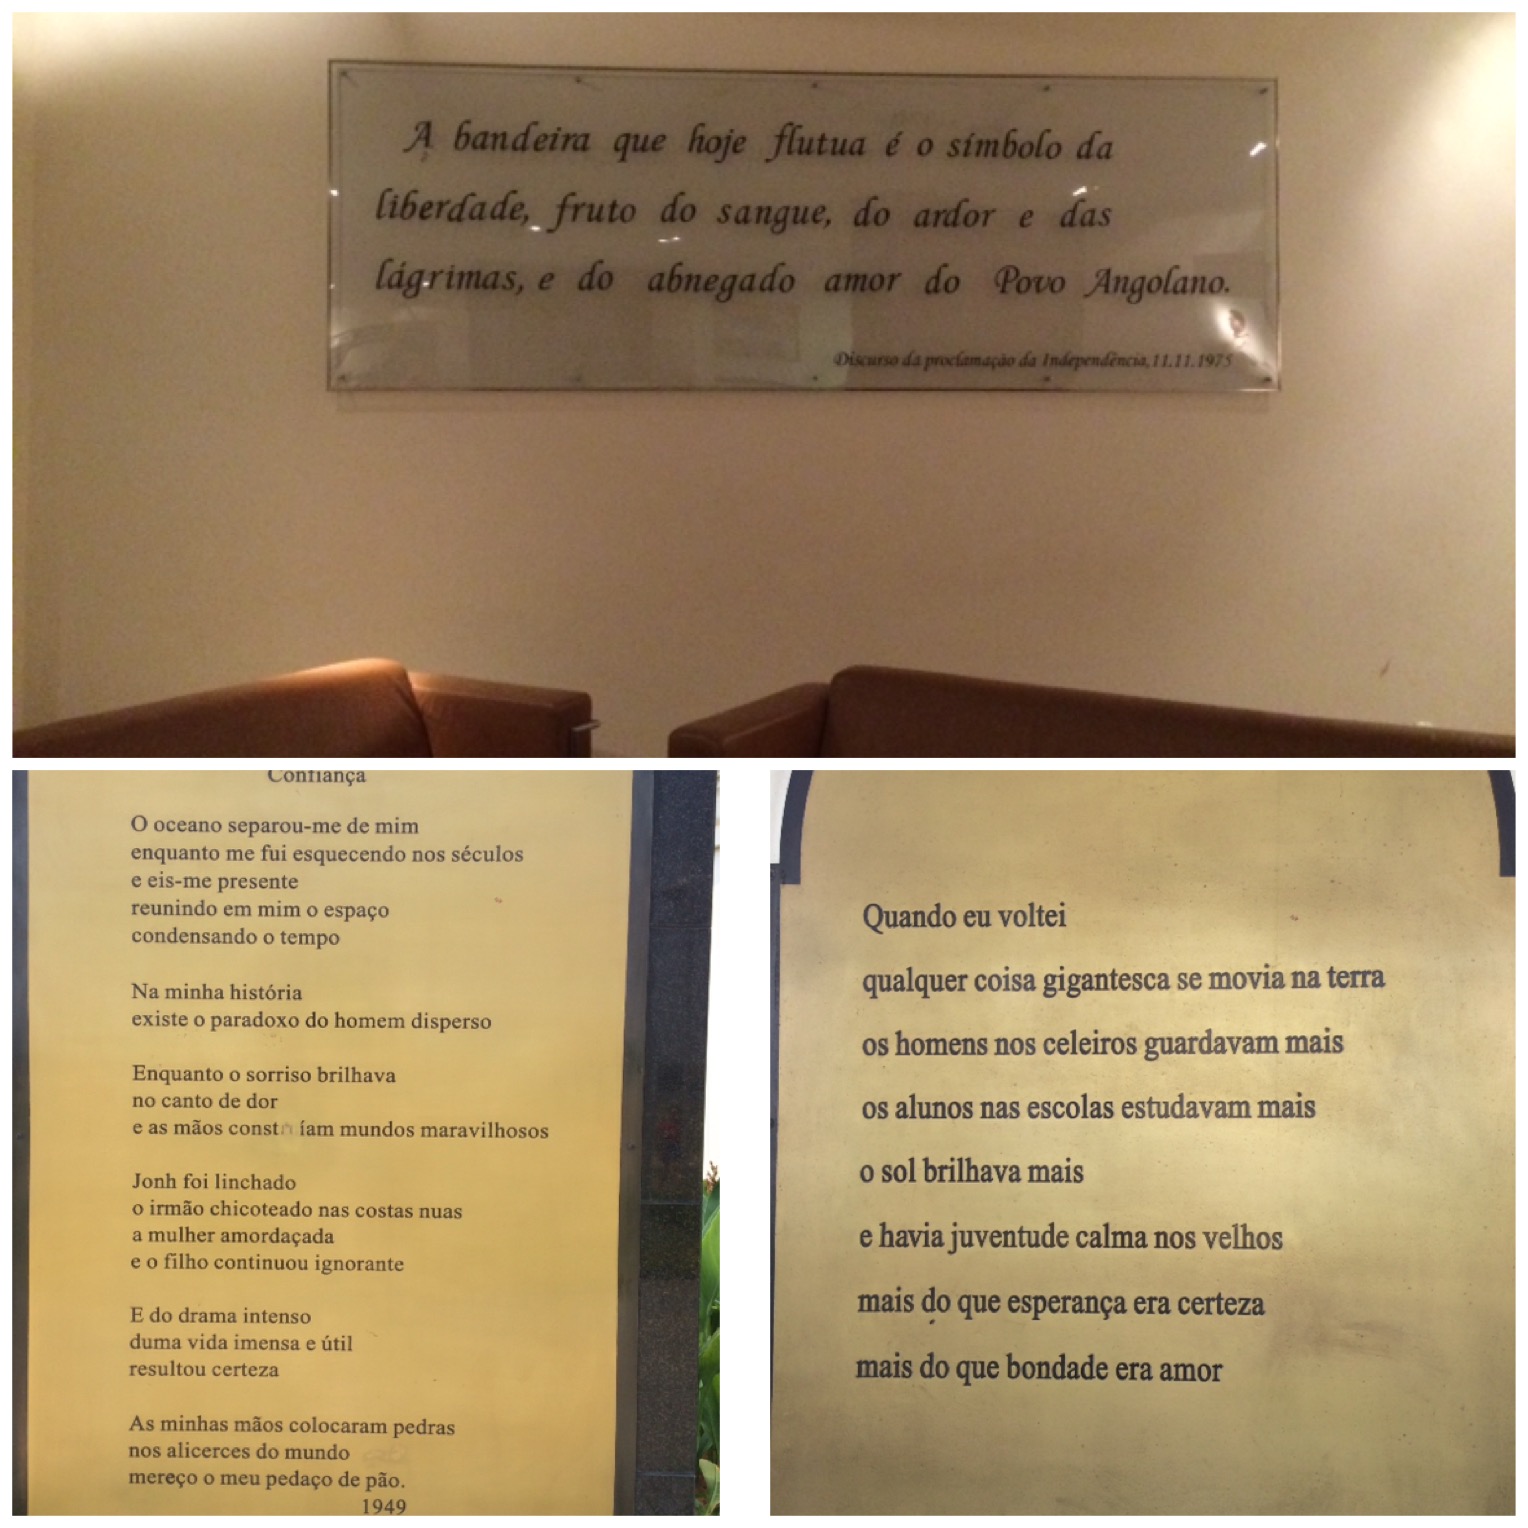 A bandeira que hoje flutua é o símbolo da
liberdade, fruto do sangue, do ardor e das
lágrimas, e do abnegado amor do Povo Angolano.
Discurso da proclamação da Independência, 11.11.1975
Confiança
O oceano separou-me de mim
enquanto me fui esquecendo nos séculos
e eis-me presente
reunindo em mim o espaço
condensando o tempo
Na minha história
existe o paradoxo do homem disperso
Enquanto o sorriso brilhava
no canto de dor
e as mãos const íam mundos maravilhosos
Jonh foi linchado
o irmão chicoteado nas costas nuas
a mulher amordaçada
e o filho continuou ignorante
E do drama intenso
duma vida imensa e útil
resultou certeza
As minhas mãos colocaram pedras
nos alicerces do mundo
mereço o meu pedaço de pão.
1949
Quando eu voltei
qualquer coisa gigantesca se movia na terra
os homens nos celeiros guardavam mais
os alunos nas escolas estudavam mais
o sol brilhava mais
e havia juventude calma nos velhos
mais do que esperança era certeza
mais do que bondade era amor